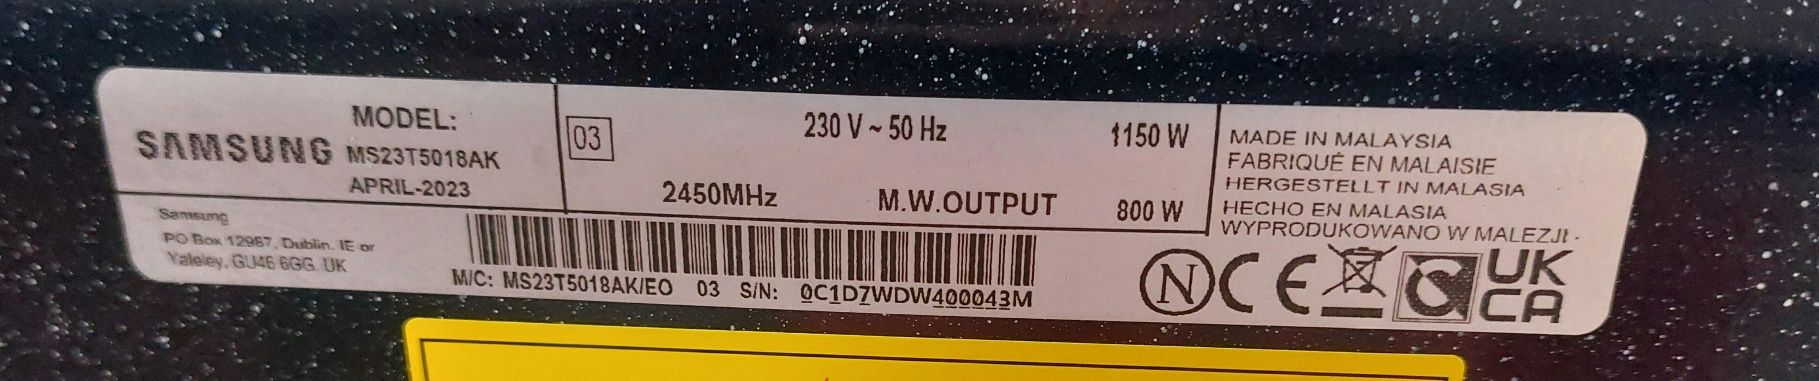 MODEL:
SAMSUNG MS23T5018AK
APRIL-2023
03
230 V ~ 50 Hz 1150 W
2450MHz M.W.OUTPUT 800 W
MADE IN MALAYSIA
FABRIQUÉ EN MALAISIE
HERGESTELLT IN MALASIA
HECHO EN MALASIA
WYPRODUKOWANO W MALEZJI
Samsung
PO Box 12987, Dublin. IE or
Yateley, GU46 6GG. UK
M/C: MS23T5018AK/EO 03 S/N: 0C1D7WDW400043M
N CE UK
CA